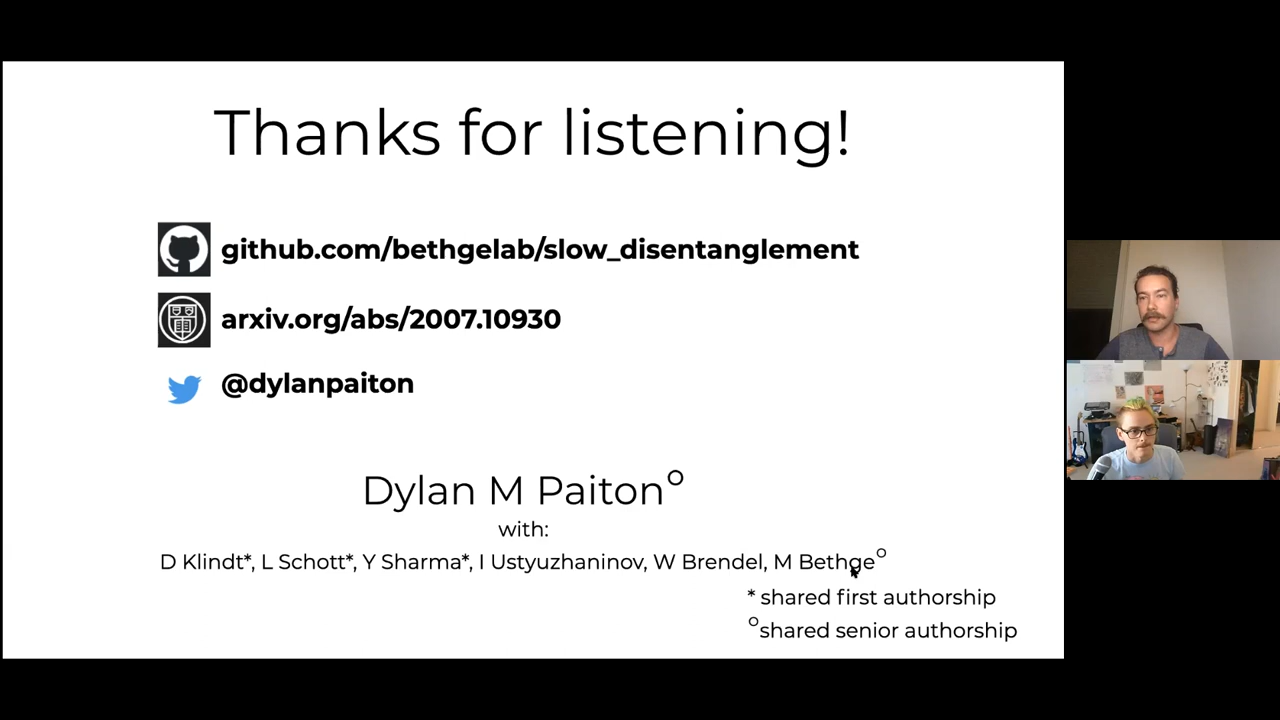 Thanks for listening!
github.com/bethgelab/slow_disentanglement
arxiv.org/abs/2007.10930
@dylanpaiton
Dylan M Paiton°
with:
D Klindt*, L Schott*, Y Sharma*, I Ustyuzhaninov, W Brendel, M Bethge°
* shared first authorship
°shared senior authorship